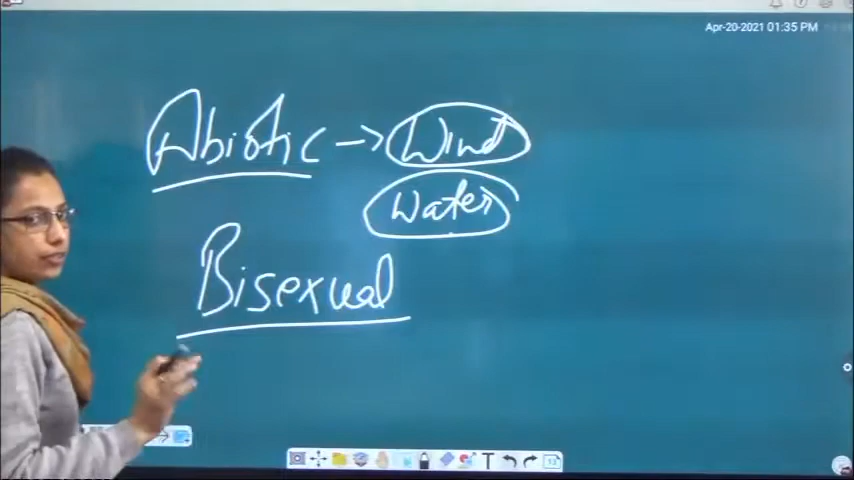 Apr-20-2021 01:35 PM
Abiotic → Wind
Water
Bisexual
T